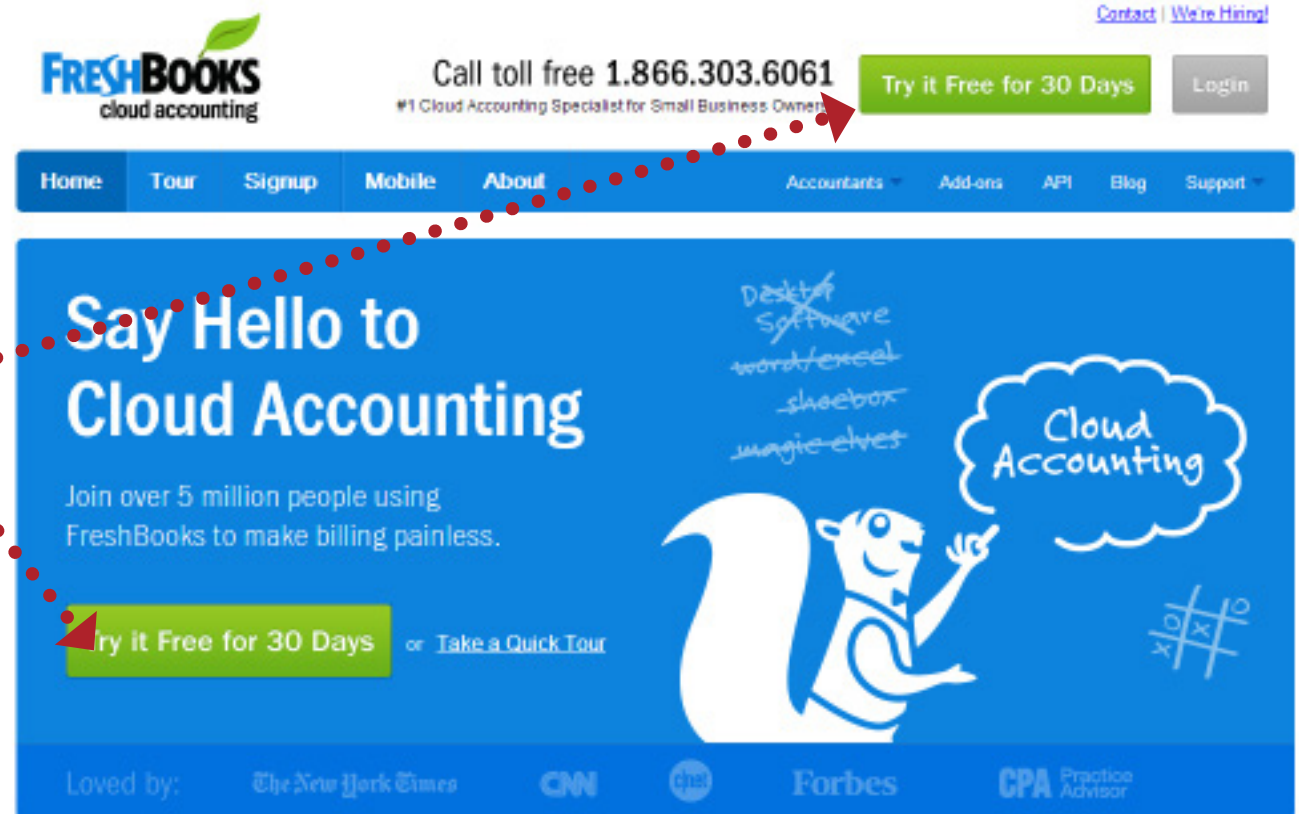 Contact | We're Hiring!
FRESHBOOKS
cloud accounting
Call toll free 1.866.303.6061
#1 Cloud Accounting Specialist for Small Business Owners
Try it Free for 30 Days
Login
Home Tour Signup Mobile About Accountants Add-ons API Blog Support
Say Hello to
Cloud Accounting
Join over 5 million people using
FreshBooks to make billing painless.
Try it Free for 30 Days or Take a Quick Tour
Desktop
Software
word/excel
shoebox
magic elves
Cloud
Accounting
O
O X
X
Loved by: The New York Times CNN cnet Forbes CPA Practice Advisor